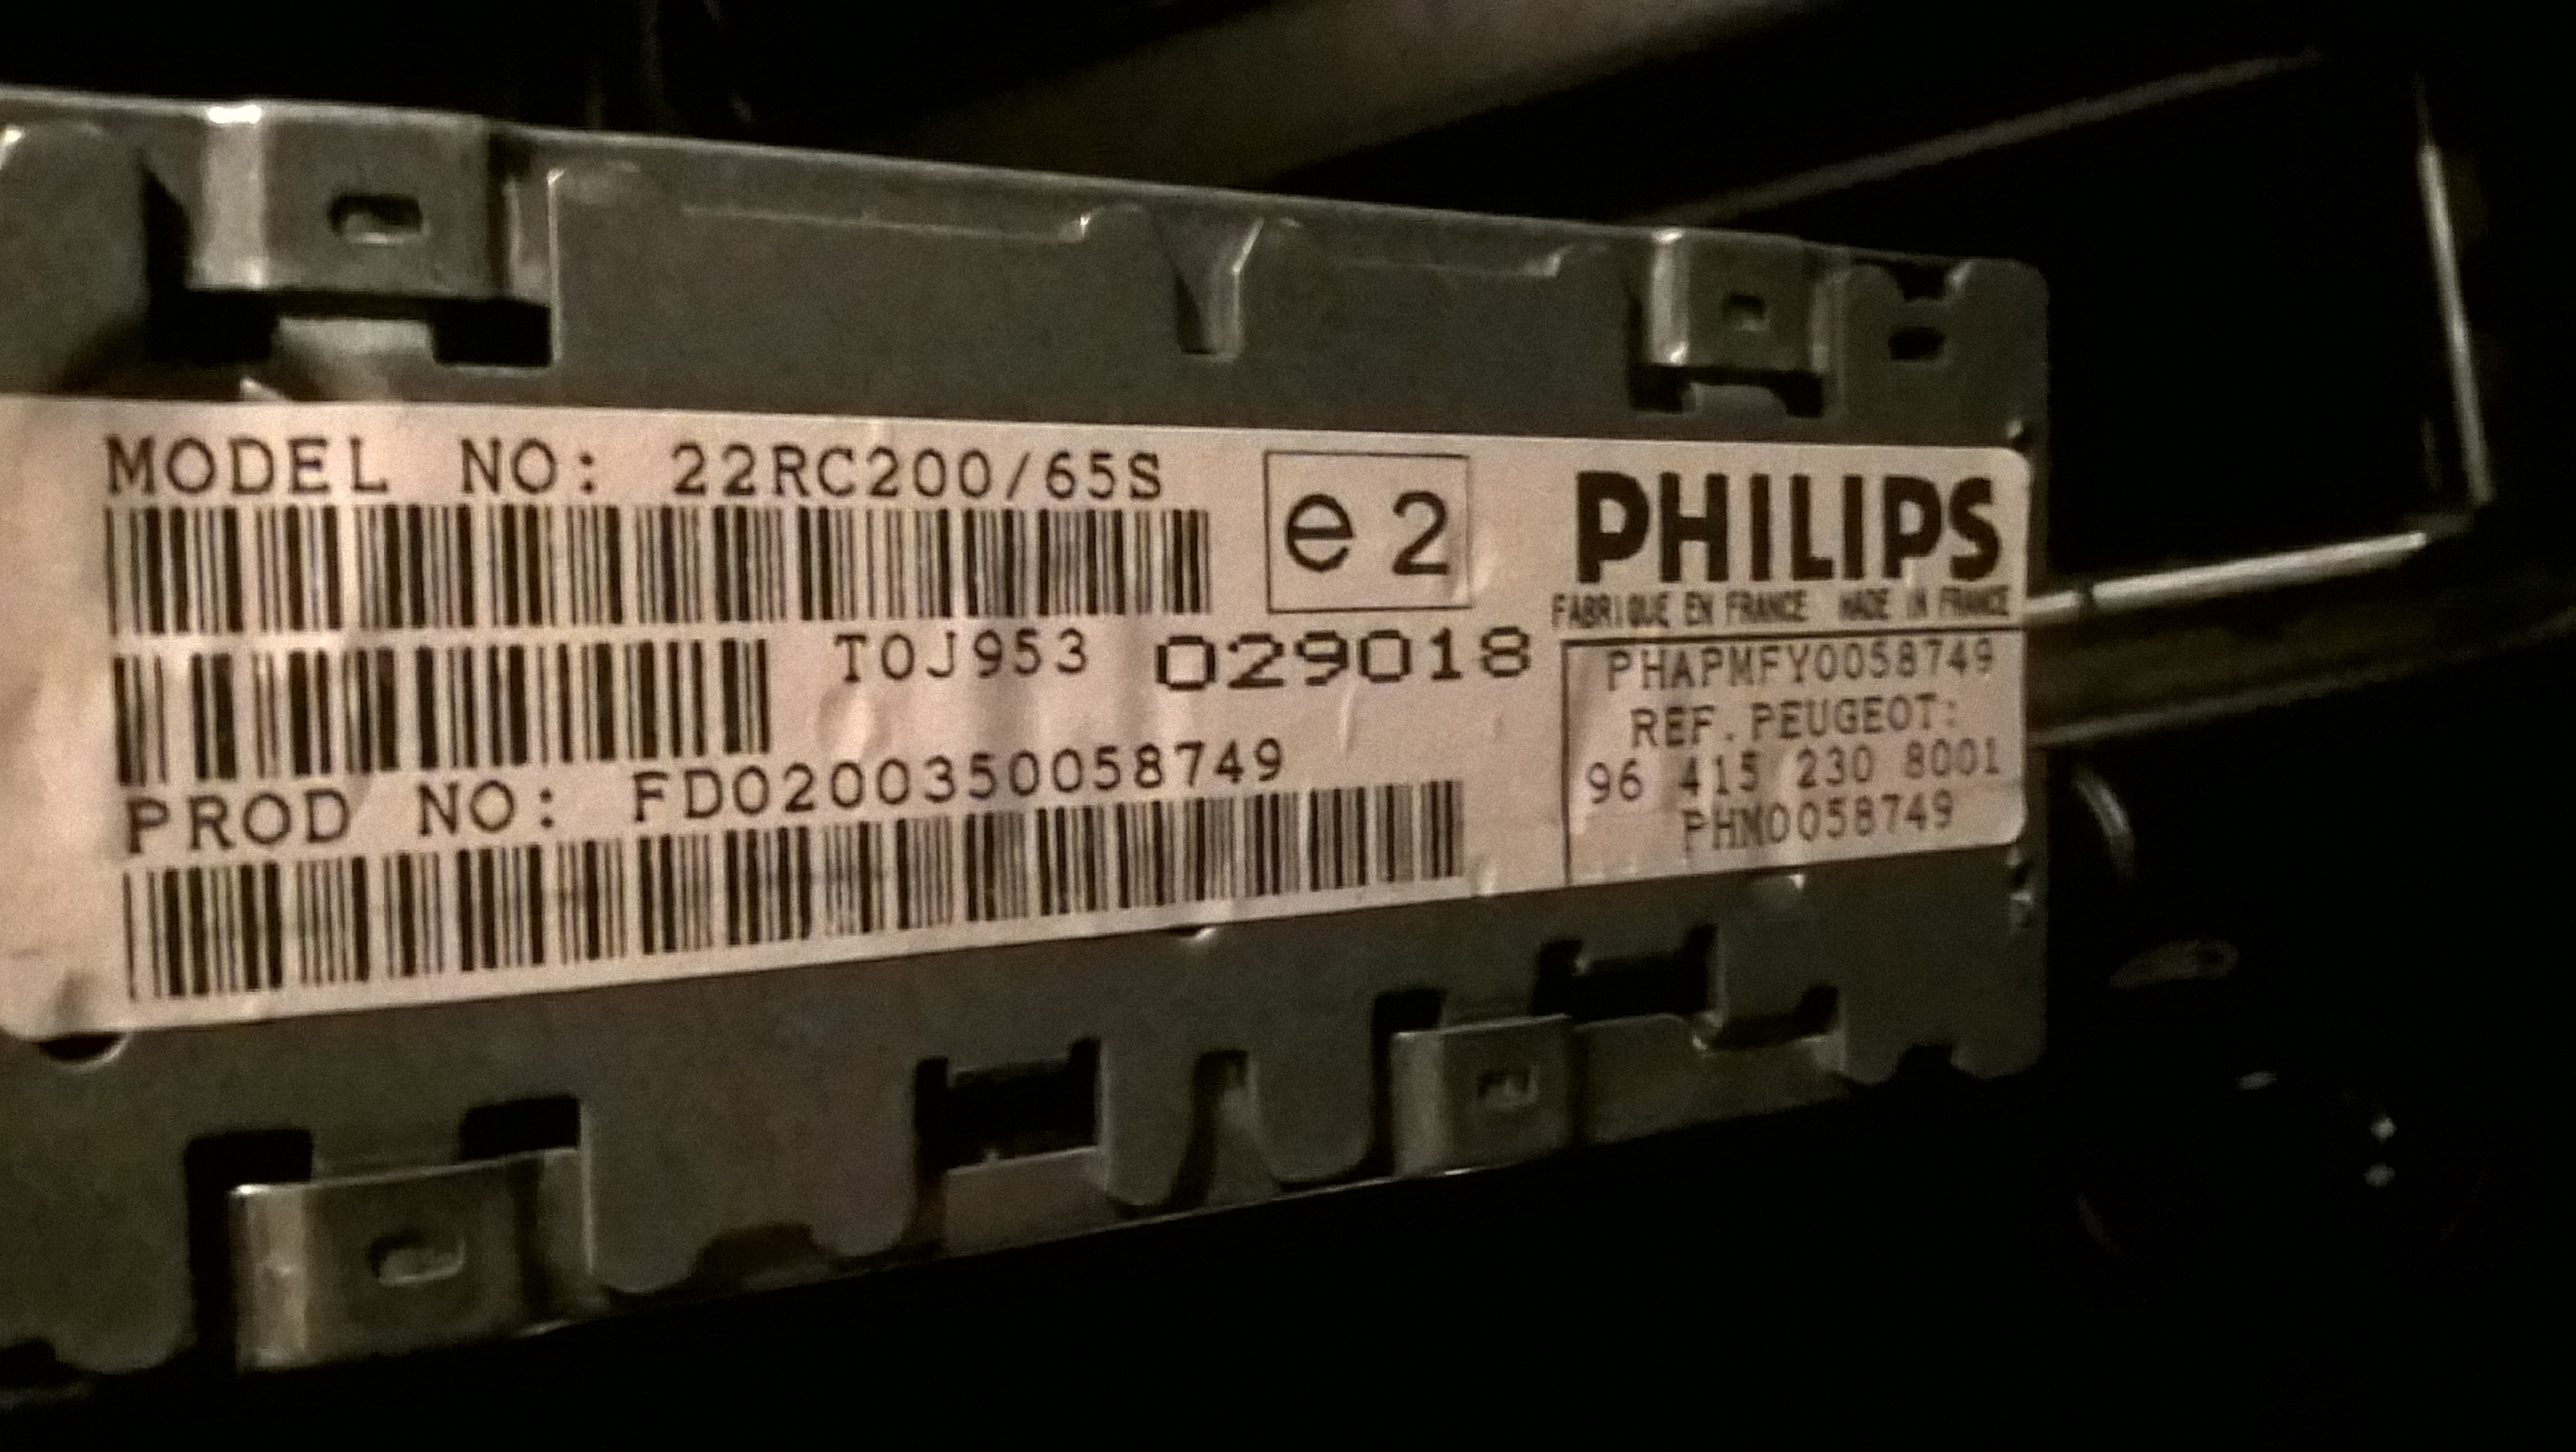 MODEL NO: 22RC200/65S
e2
PHILIPS
FABRIQUE EN FRANCE MADE IN FRANCE
T0J953 029018
PHAPMFY0058749
REF.PEUGEOT:
96 415 230 8001
PHM0058749
PROD NO: FD0200350058749